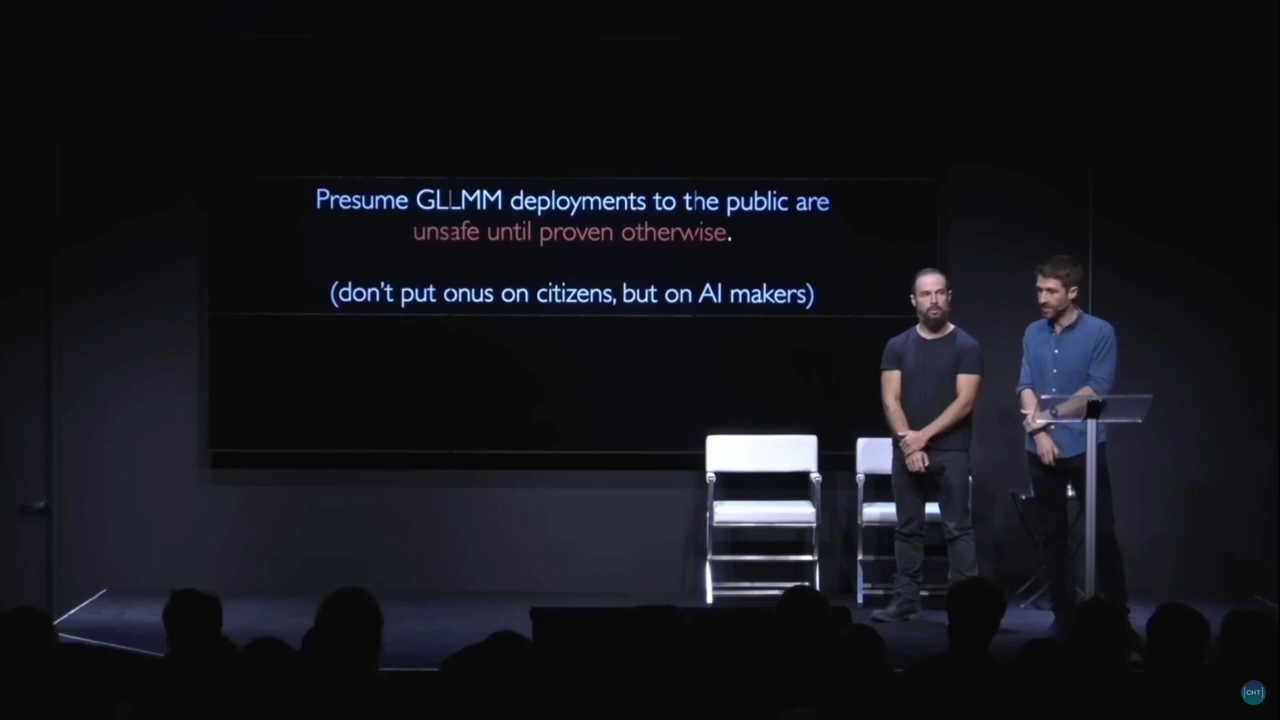 Presume GLLMM deployments to the public are
unsafe until proven otherwise.
(don't put onus on citizens, but on AI makers)
[CHT]